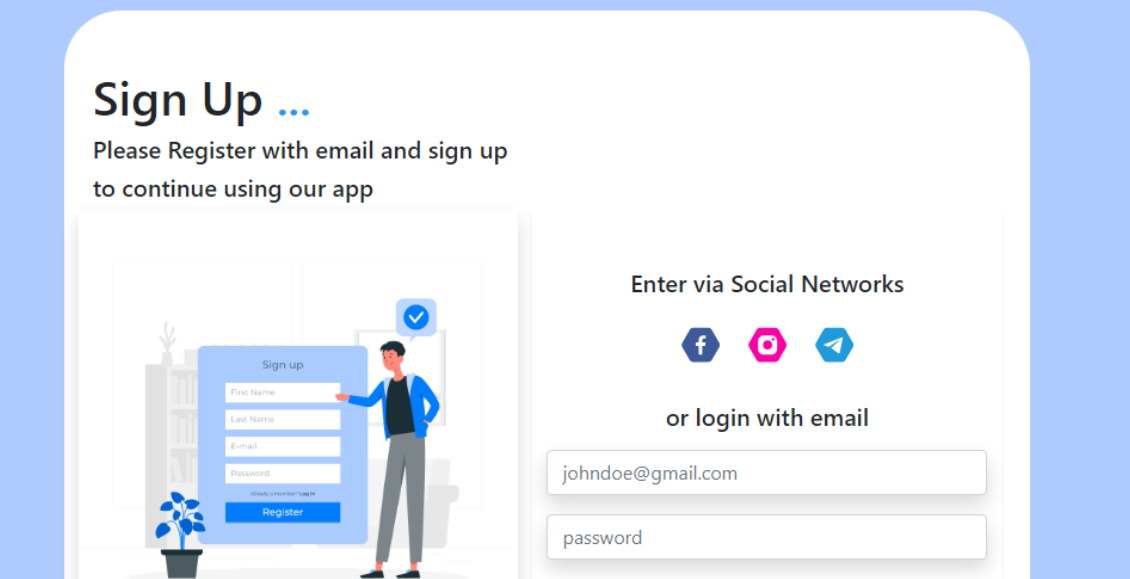 Sign Up ...
Please Register with email and sign up
to continue using our app
Sign up
First Name
Last Name
E-mail
Password
Already a member? Log in
Register
Enter via Social Networks
or login with email
johndoe@gmail.com
password